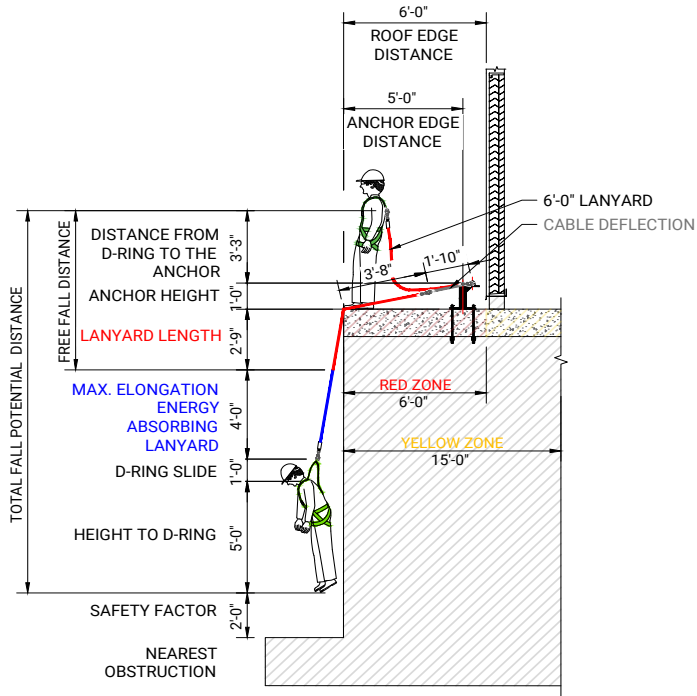 6'-0"
ROOF EDGE
DISTANCE
5'-0"
ANCHOR EDGE
DISTANCE
6'-0" LANYARD
CABLE DEFLECTION
DISTANCE FROM
D-RING TO THE
ANCHOR
3'-3"
1'-10"
3'-8"
ANCHOR HEIGHT
1'-0"
LANYARD LENGTH
2'-9"
FREE FALL DISTANCE
TOTAL FALL POTENTIAL DISTANCE
RED ZONE
6'-0"
MAX. ELONGATION
ENERGY
ABSORBING
LANYARD
4'-0"
YELLOW ZONE
15'-0"
D-RING SLIDE
1'-0"
HEIGHT TO D-RING
5'-0"
SAFETY FACTOR
2'-0"
NEAREST
OBSTRUCTION